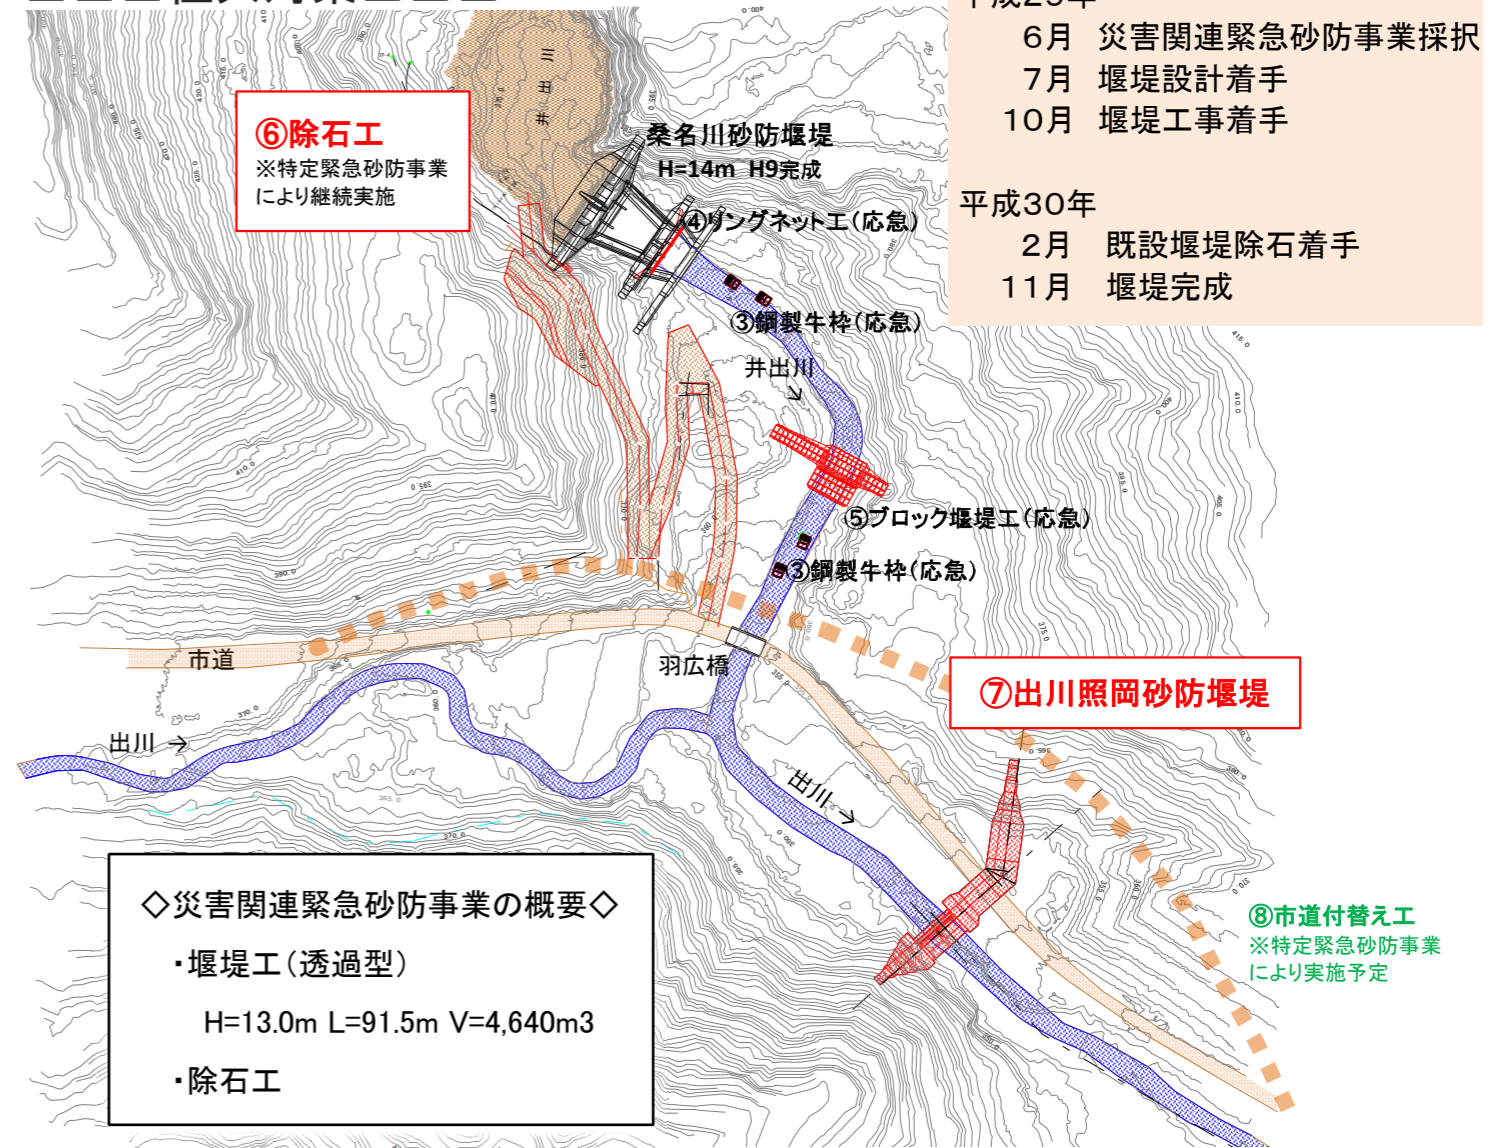 6月 災害関連緊急砂防事業採択
7月 堰堤設計着手
10月 堰堤工事着手
平成30年
2月 既設堰堤除石着手
11月 堰堤完成
⑥除石工
※特定緊急砂防事業
により継続実施
井出川
桑名川砂防堰堤
H=14m H9完成
④リングネット工(応急)
③鋼製牛枠(応急)
井出川
⑤ブロック堰堤工(応急)
③鋼製牛枠(応急)
市道
羽広橋
⑦出川照岡砂防堰堤
出川 →
出川 →
⑧市道付替え工
※特定緊急砂防事業
により実施予定
◇災害関連緊急砂防事業の概要◇
・堰堤工(透過型)
H=13.0m L=91.5m V=4,640m3
・除石工